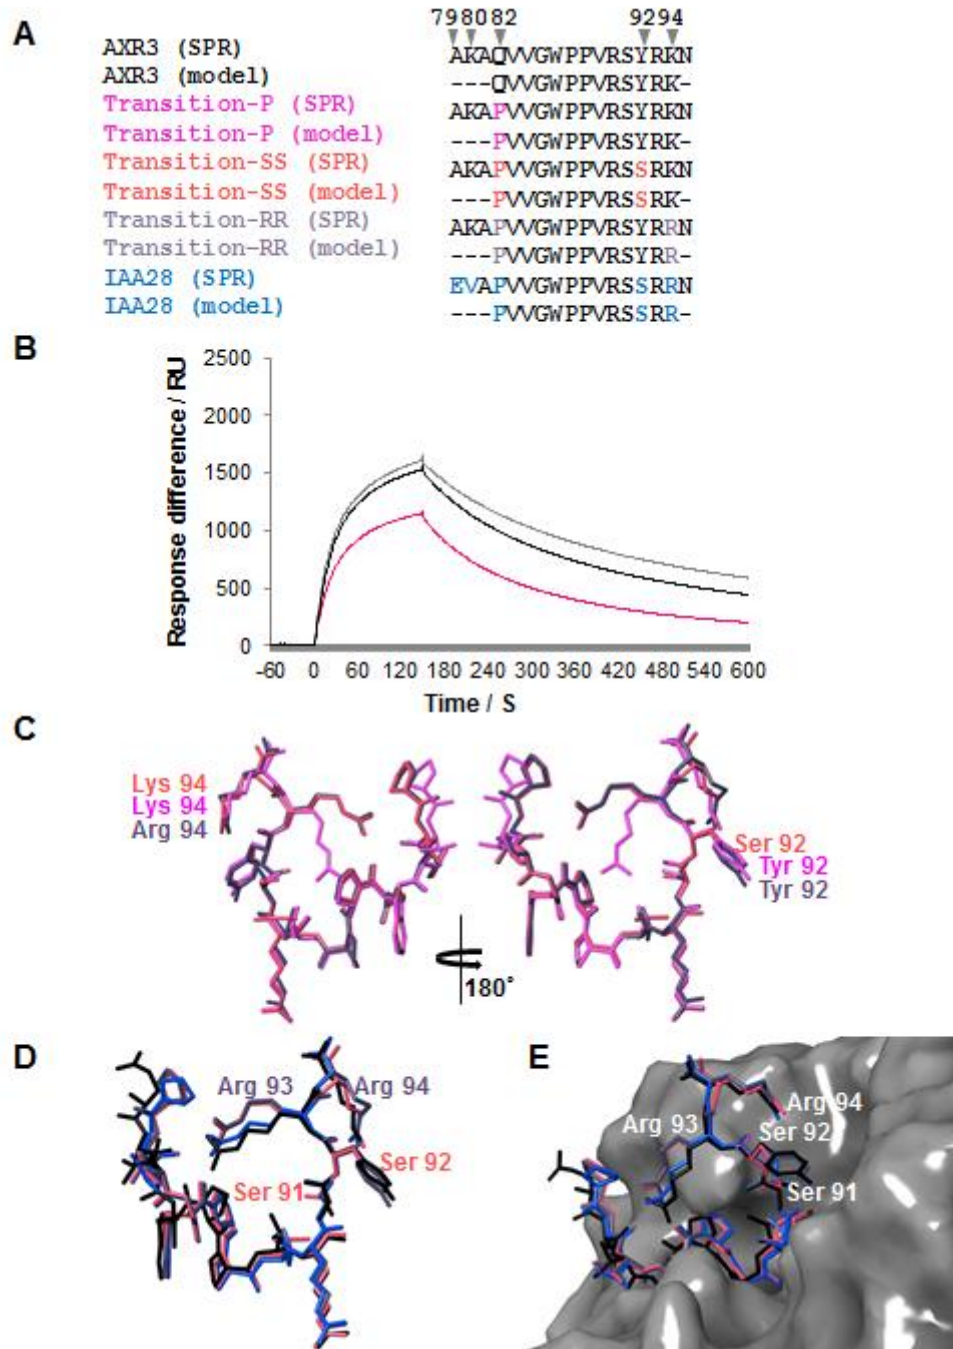 A
79 80 82 92 94
AXR3 (SPR) AKAQVVGWPPVRSYRKN
AXR3 (model) ---QVVGWPPVRSYRK-
Transition-P (SPR) AKAPVVGWPPVRSYRKN
Transition-P (model) ---PVVGWPPVRSYRK-
Transition-SS (SPR) AKAPVVGWPPVRSSRKN
Transition-SS (model) ---PVVGWPPVRSSRK-
Transition-RR (SPR) AKAPVVGWPPVRSYRRN
Transition-RR (model) ---PVVGWPPVRSYRR-
IAA28 (SPR) EVAPVVGWPPVRSSRRN
IAA28 (model) ---PVVGWPPVRSSRR-
B
Response difference / RU
2500
2000
1500
1000
500
0
-60 0 60 120 180 240 300 360 420 480 540 600
Time / S
C
Lys 94
Lys 94
Arg 94
Ser 92
Tyr 92
Tyr 92
180°
D
Arg 93 Arg 94
Ser 92
Ser 91
E
Arg 94
Arg 93 Ser 92
Ser 91